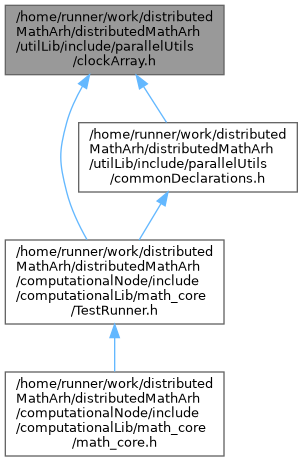 /home/runner/work/distributed
MathArh/distributedMathArh
/utilLib/include/parallelUtils
/clockArray.h
/home/runner/work/distributed
MathArh/distributedMathArh
/utilLib/include/parallelUtils
/commonDeclarations.h
/home/runner/work/distributed
MathArh/distributedMathArh
/computationalNode/include
/computationalLib/math_core
/TestRunner.h
/home/runner/work/distributed
MathArh/distributedMathArh
/computationalNode/include
/computationalLib/math_core
/math_core.h